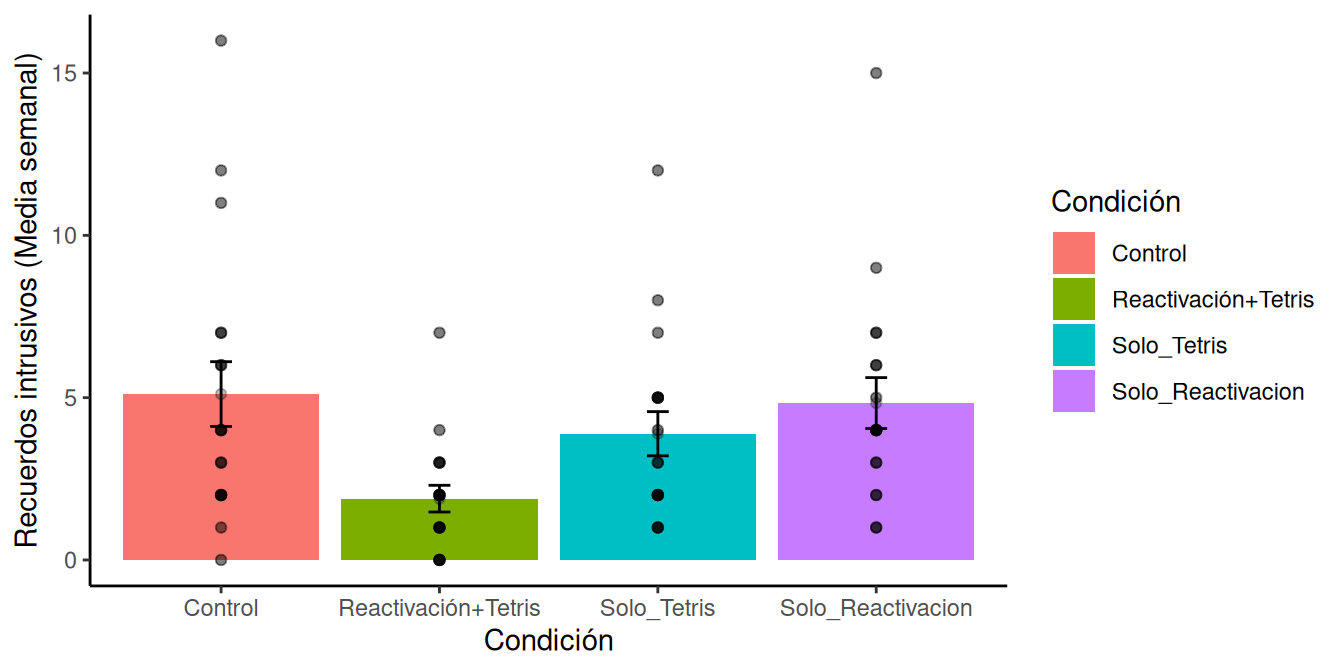 Recuerdos intrusivos (Media semanal)
15
10
5
0
Control
Reactivación+Tetris
Solo_Tetris
Solo_Reactivacion
Condición
Condición
Control
Reactivación+Tetris
Solo_Tetris
Solo_Reactivacion